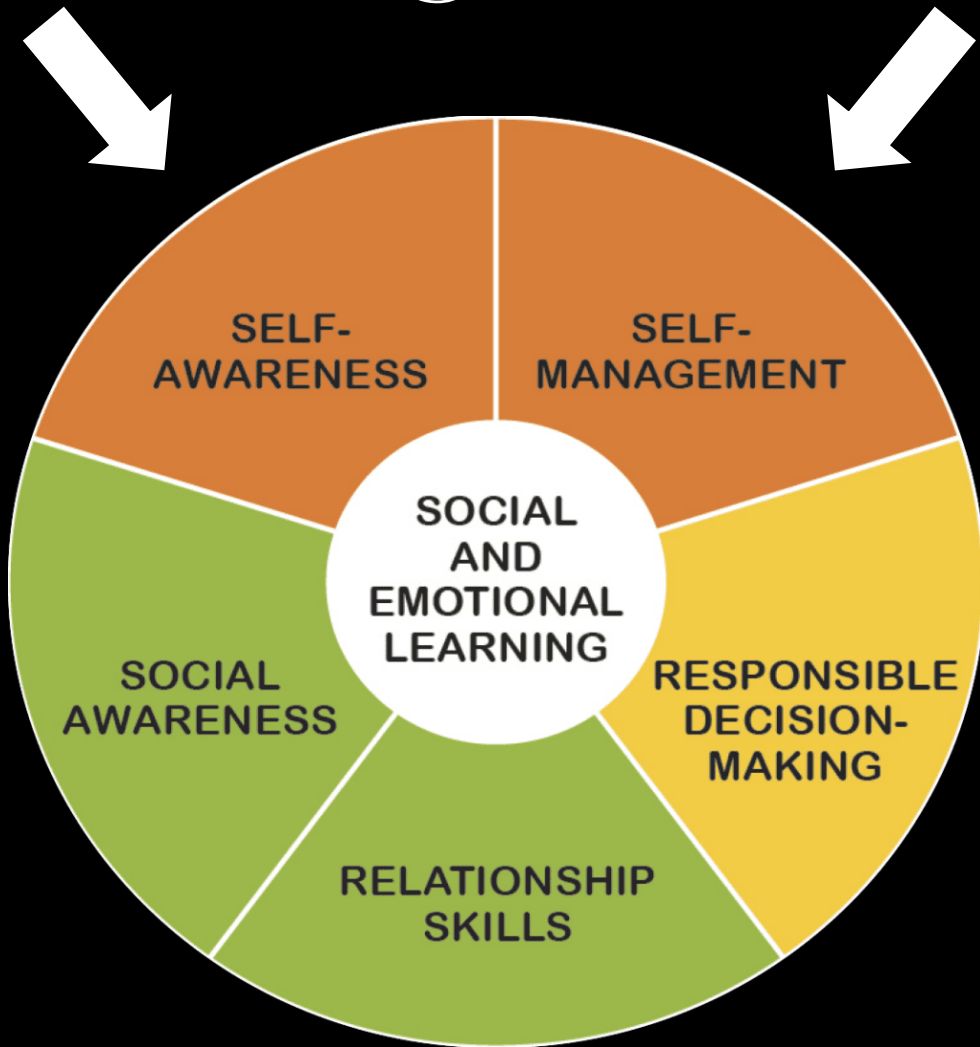 SELF-
AWARENESS
SELF-
MANAGEMENT
SOCIAL
AND
EMOTIONAL
LEARNING
SOCIAL
AWARENESS
RESPONSIBLE
DECISION-
MAKING
RELATIONSHIP
SKILLS